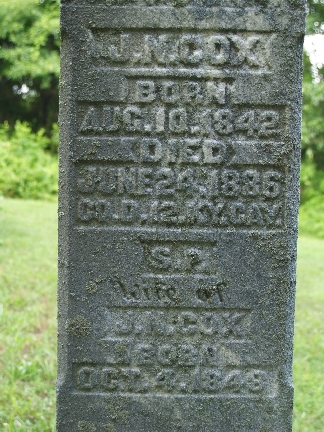 J.N. COX
BORN
AUG. 10. 1842
DIED
JUNE 1886
CO. D. 12. KY. CAV
S.P.
Wife of
J.N. COX
BORN
OCT. 4. 1848